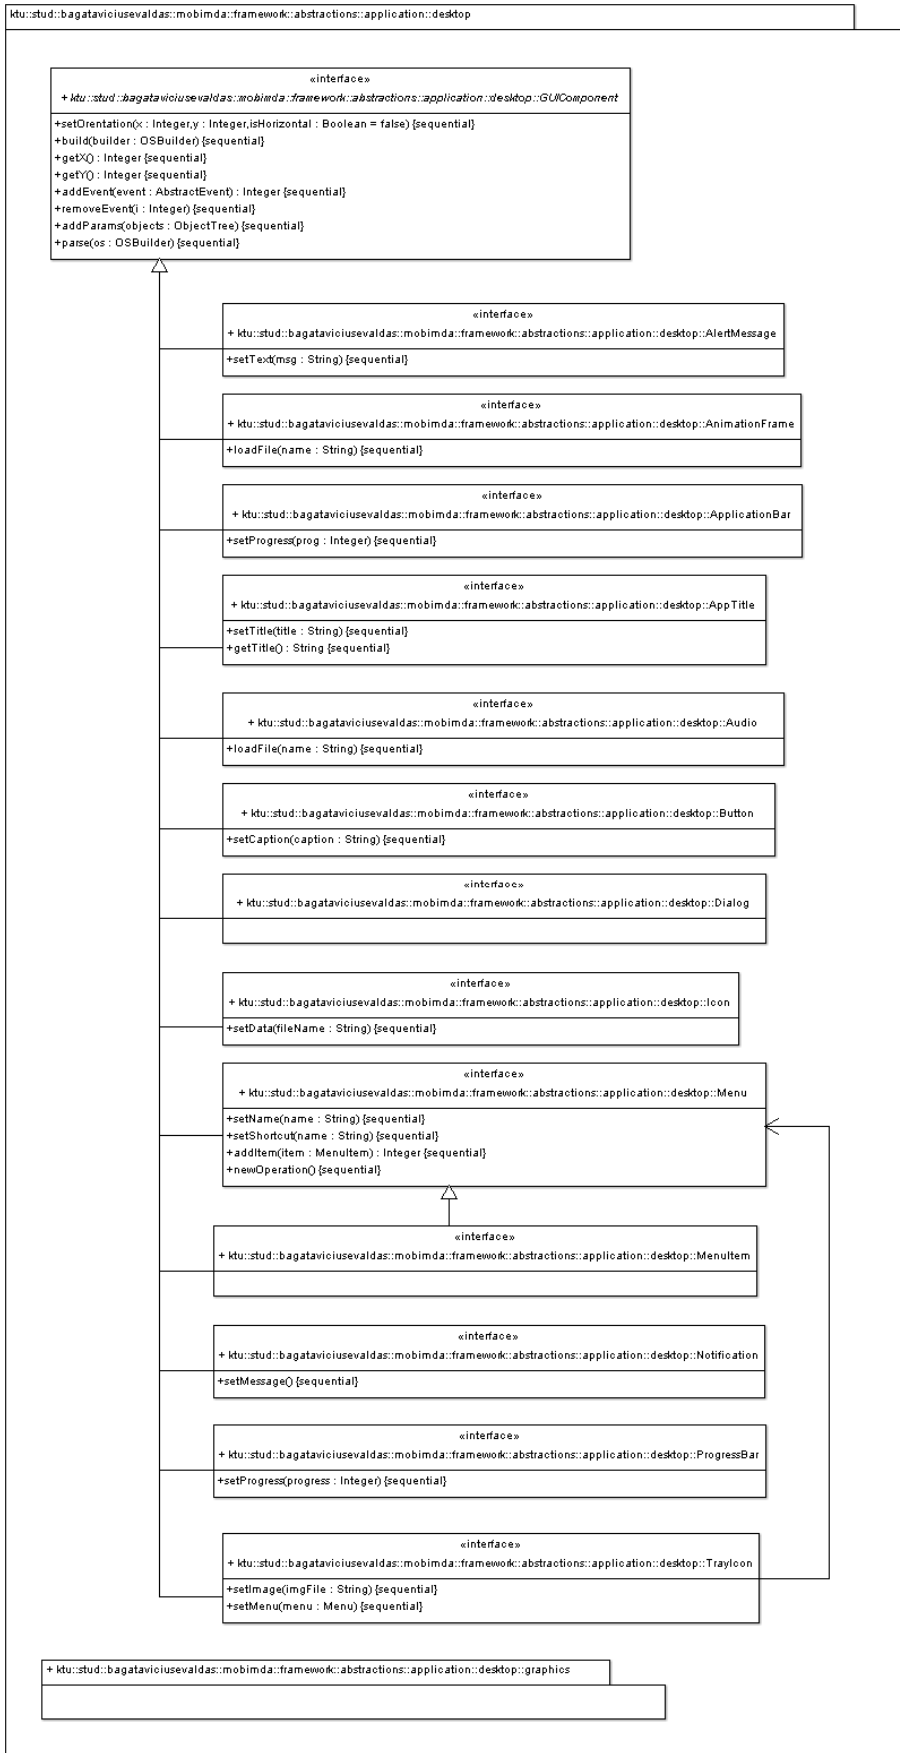 ktu::stud::bagataviciusevaldas::mobimda::framework::abstractions::application::desktop
«interface»
+ ktu::stud::bagataviciusevaldas::mobimda::framework::abstractions::application::desktop::GUIComponent
+setOrentation(x : Integer,y : Integer,isHorizontal : Boolean = false) {sequential}
+build(builder : OSBuilder) {sequential}
+getX() : Integer {sequential}
+getY() : Integer {sequential}
+addEvent(event : AbstractEvent) : Integer {sequential}
+removeEvent(i : Integer) {sequential}
+addParams(objects : ObjectTree) {sequential}
+parse(os : OSBuilder) {sequential}
«interface»
+ ktu::stud::bagataviciusevaldas::mobimda::framework::abstractions::application::desktop::AlertMessage
+setText(msg : String) {sequential}
«interface»
+ ktu::stud::bagataviciusevaldas::mobimda::framework::abstractions::application::desktop::AnimationFrame
+loadFile(name : String) {sequential}
«interface»
+ ktu::stud::bagataviciusevaldas::mobimda::framework::abstractions::application::desktop::ApplicationBar
+setProgress(prog : Integer) {sequential}
«interface»
+ ktu::stud::bagataviciusevaldas::mobimda::framework::abstractions::application::desktop::AppTitle
+setTitle(title : String) {sequential}
+getTitle() : String {sequential}
«interface»
+ ktu::stud::bagataviciusevaldas::mobimda::framework::abstractions::application::desktop::Audio
+loadFile(name : String) {sequential}
«interface»
+ ktu::stud::bagataviciusevaldas::mobimda::framework::abstractions::application::desktop::Button
+setCaption(caption : String) {sequential}
«interface»
+ ktu::stud::bagataviciusevaldas::mobimda::framework::abstractions::application::desktop::Dialog
«interface»
+ ktu::stud::bagataviciusevaldas::mobimda::framework::abstractions::application::desktop::Icon
+setData(fileName : String) {sequential}
«interface»
+ ktu::stud::bagataviciusevaldas::mobimda::framework::abstractions::application::desktop::Menu
+setName(name : String) {sequential}
+setShortcut(name : String) {sequential}
+addItem(item : MenuItem) : Integer {sequential}
+newOperation() {sequential}
«interface»
+ ktu::stud::bagataviciusevaldas::mobimda::framework::abstractions::application::desktop::MenuItem
«interface»
+ ktu::stud::bagataviciusevaldas::mobimda::framework::abstractions::application::desktop::Notification
+setMessage() {sequential}
«interface»
+ ktu::stud::bagataviciusevaldas::mobimda::framework::abstractions::application::desktop::ProgressBar
+setProgress(progress : Integer) {sequential}
«interface»
+ ktu::stud::bagataviciusevaldas::mobimda::framework::abstractions::application::desktop::TrayIcon
+setImage(imgFile : String) {sequential}
+setMenu(menu : Menu) {sequential}
+ ktu::stud::bagataviciusevaldas::mobimda::framework::abstractions::application::desktop::graphics